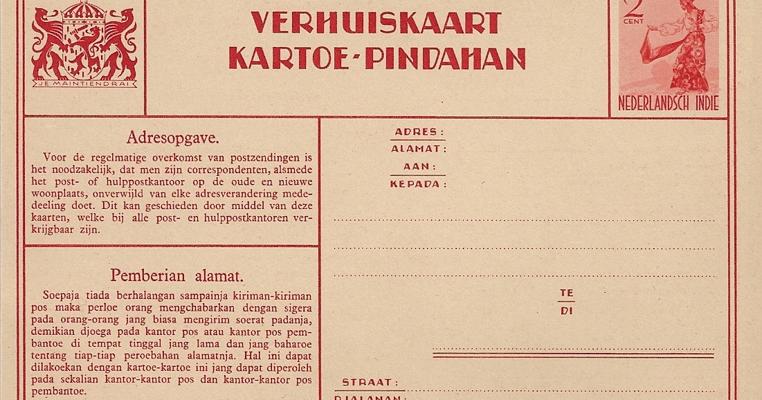 VERHUISKAART
KARTOE-PINDAHAN
JE MAINTIENDRAI
2
CENT
NEDERLANDSCH INDIE
Adresopgave.
Voor de regelmatige overkomst van postzendingen is
het noodzakelijk, dat men zijn correspondenten, alsmede
het post- of hulppostkantoor op de oude en nieuwe
woonplaats, onverwijld van elke adresverandering mede-
deeling doet. Dit kan geschieden door middel van deze
kaarten, welke bij alle post- en hulppostkantoren ver-
krijgbaar zijn.
Pemberian alamat.
Soepaja tiada berhalangan sampainja kiriman-kiriman
pos maka perloe orang mengchabarkan dengan sigera
pada orang-orang jang biasa mengirim soerat padanja,
demikian djoega pada kantor pos atau kantor pos pem-
bantoe di tempat tinggal jang lama dan jang baharoe
tentang tiap-tiap peroebahan alamatnja. Hal ini dapat
dilakoekan dengan kartoe-kartoe ini jang dapat diperoleh
pada sekalian kantor-kantor pos dan kantor-kantor pos
pembantoe.
ADRES:
ALAMAT:
AAN:
KEPADA:
TE
DI
STRAAT:
DJALANAN: